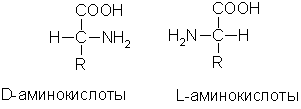 COOH COOH
H–C–NH₂ H₂N–C–H
R R
D-аминокислоты L-аминокислоты